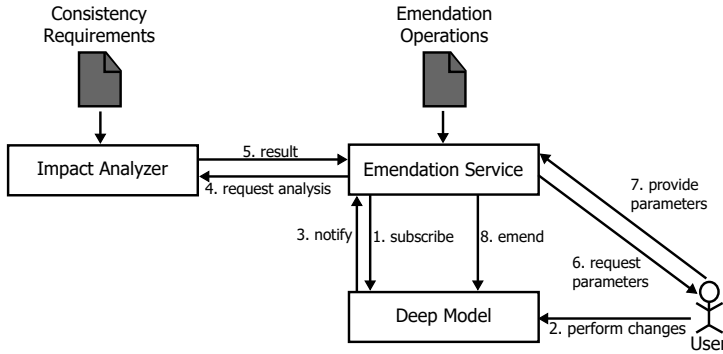 Consistency
Requirements
Emendation
Operations
Impact Analyzer
5. result
4. request analysis
Emendation Service
7. provide
parameters
3. notify
1. subscribe
8. emend
6. request
parameters
Deep Model
2. perform changes
User